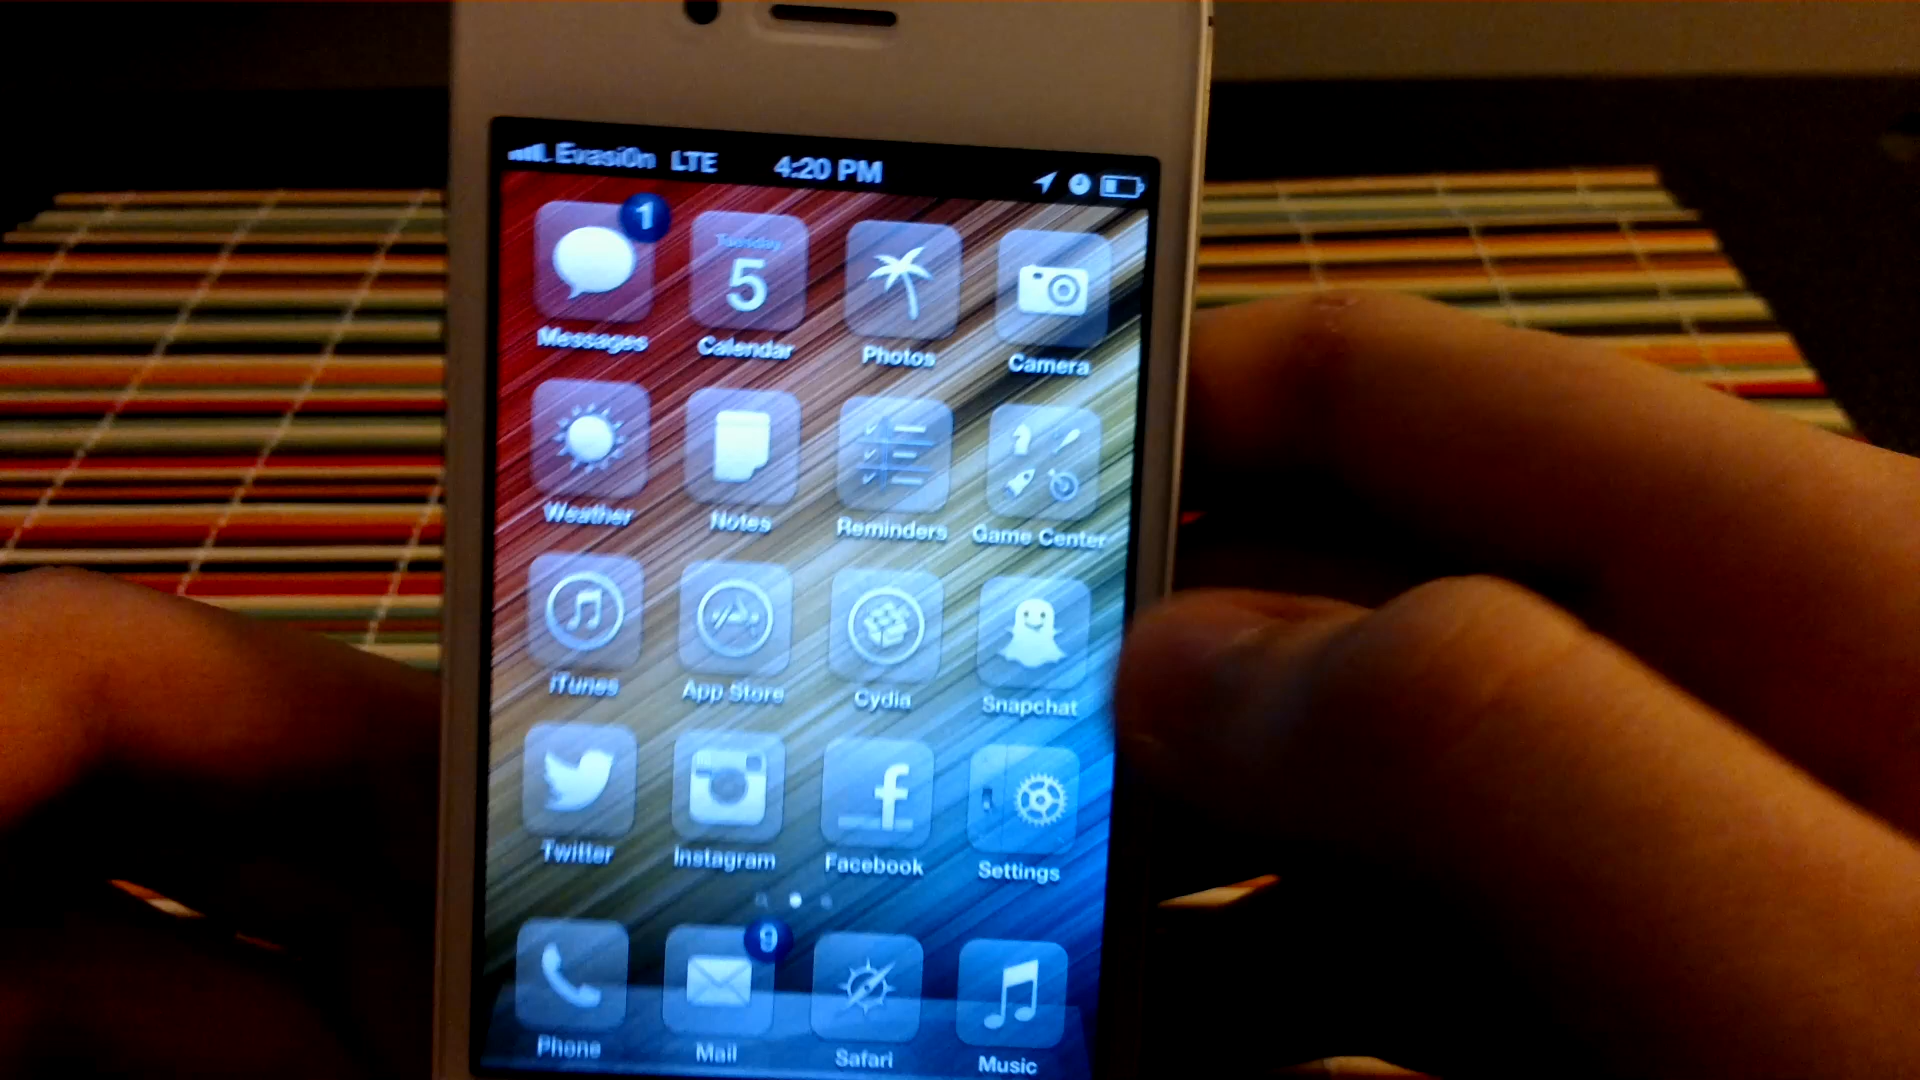 Evasi0n LTE 4:20 PM
1
Tuesday
5
Messages Calendar Photos Camera
Weather Notes Reminders Game Center
iTunes App Store Cydia Snapchat
f
Twitter Instagram Facebook Settings
9
Phone Mail Safari Music